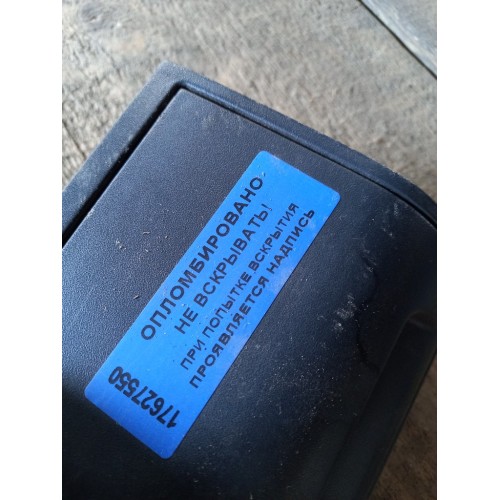 ОПЛОМБИРОВАНО
НЕ ВСКРЫВАТЬ!
ПРИ ПОПЫТКЕ ВСКРЫТИЯ
ПРОЯВЛЯЕТСЯ НАДПИСЬ
17627550